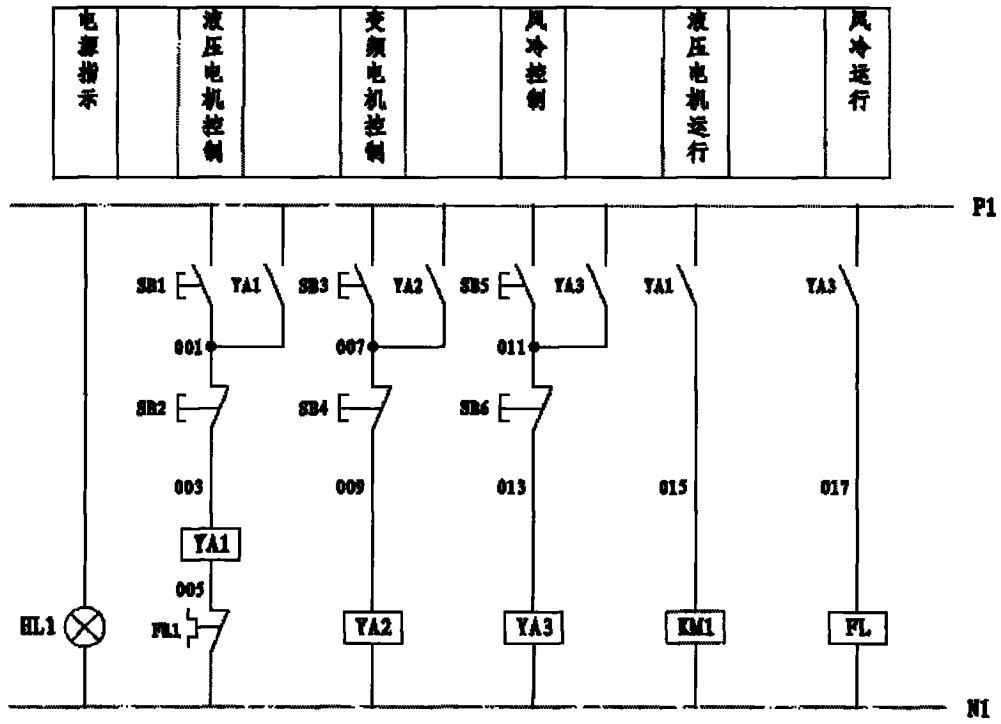 电源指示
液压电机控制
变频电机控制
风冷控制
液压电机运行
风冷运行
P1
SB1 YA1 SB3 YA2 SB5 YA3 YA1 YA3
001 007 011
SB2 SB4 SB6
003 009 013 015 017
YA1
005
HL1 FR1 YA2 YA3 KM1 FL
N1